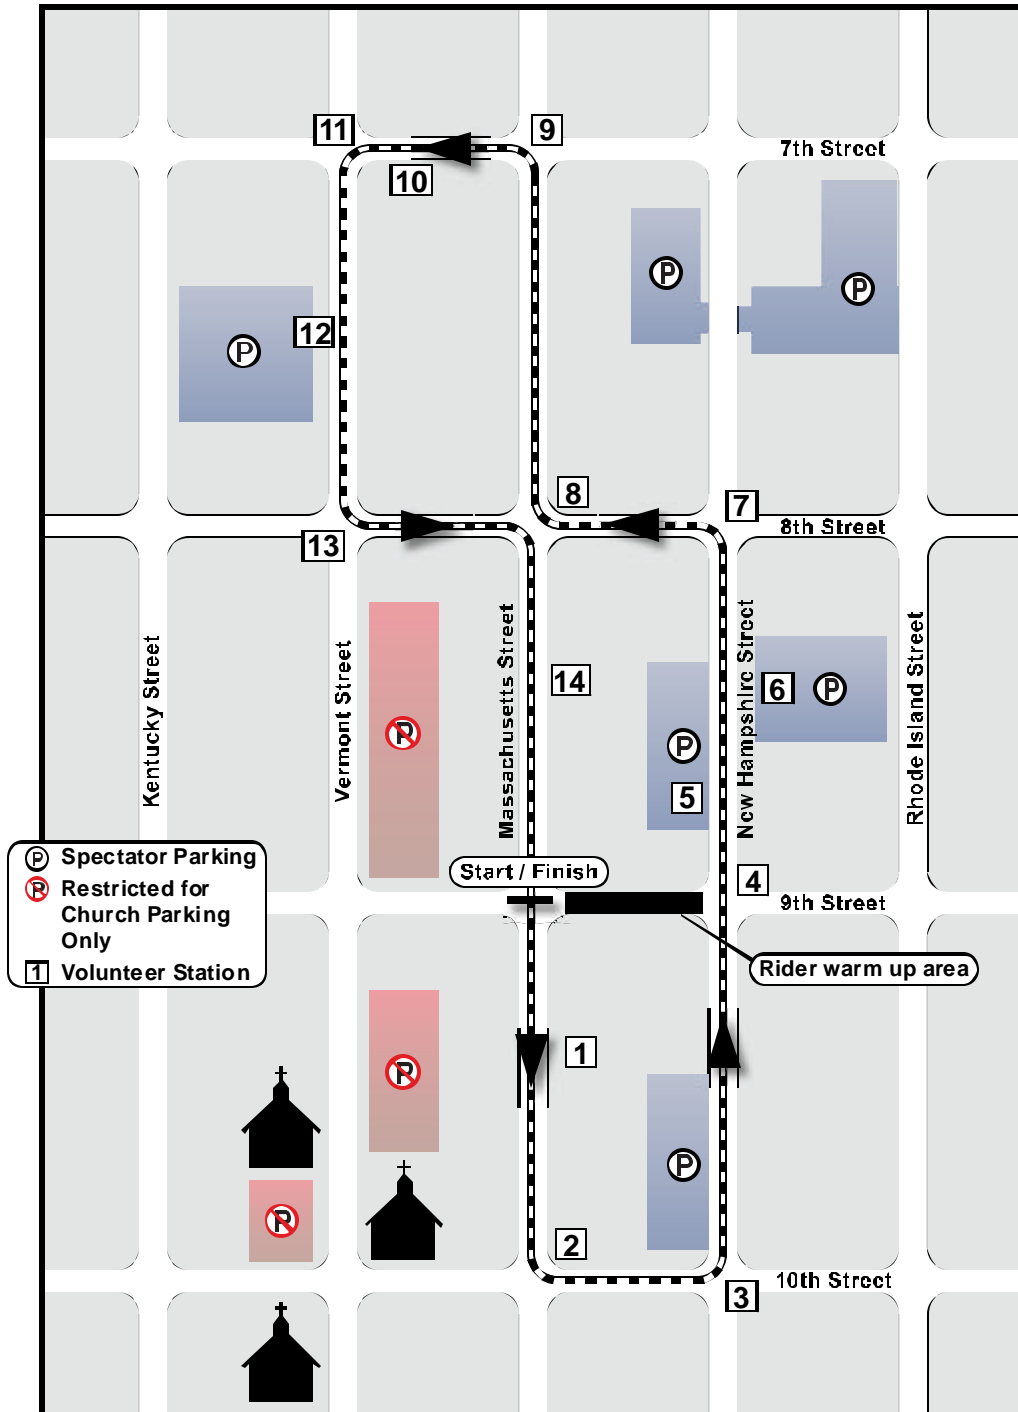 11
9
7th Street
10
P
P
12
P
8
7
8th Street
13
Kentucky Street
Vermont Street
Massachusetts Street
New Hampshire Street
Rhode Island Street
14
6
P
P
P
5
Start / Finish
4
9th Street
P Spectator Parking
P Restricted for
Church Parking
Only
1 Volunteer Station
Rider warm up area
1
P
P
P
2
10th Street
3